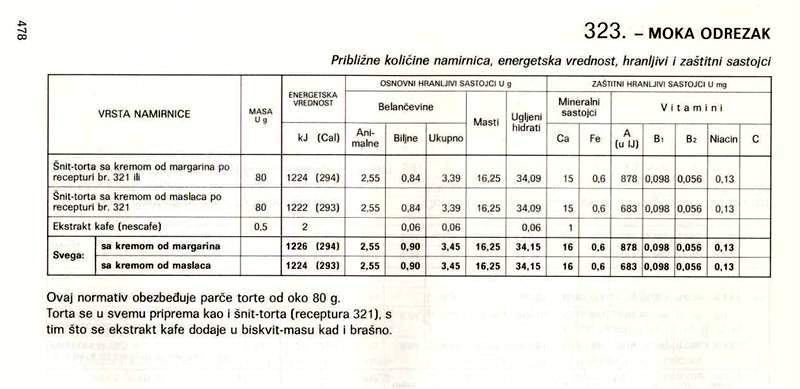 478
323. – MOKA ODREZAK
Približne količine namirnica, energetska vrednost, hranljivi i zaštitni sastojci
VRSTA NAMIRNICE
MASA U g
ENERGETSKA VREDNOST
kJ (Cal)
OSNOVNI HRANLJIVI SASTOJCI U g
Belančevine
Ani-malne
Biljne
Ukupno
Masti
Ugljeni hidrati
ZAŠTITNI HRANLJIVI SASTOJCI U mg
Mineralni sastojci
Ca
Fe
Vitamini
A (u IJ)
B1
B2
Niacin
C
Šnit-torta sa kremom od margarina po
recepturi br. 321 ili 80 1224 (294) 2,55 0,84 3,39 16,25 34,09 15 0,6 878 0,098 0,056 0,13
Šnit-torta sa kremom od maslaca po
recepturi br. 321 80 1222 (293) 2,55 0,84 3,39 16,25 34,09 15 0,6 683 0,098 0,056 0,13
Ekstrakt kafe (nescafe) 0,5 2 0,06 0,06 0,06 1
Svega:
sa kremom od margarina 1226 (294) 2,55 0,90 3,45 16,25 34,15 16 0,6 878 0,098 0,056 0,13
sa kremom od maslaca 1224 (293) 2,55 0,90 3,45 16,25 34,15 16 0,6 683 0,098 0,056 0,13
Ovaj normativ obezbeđuje parče torte od oko 80 g.
Torta se u svemu priprema kao i šnit-torta (receptura 321), s
tim što se ekstrakt kafe dodaje u biskvit-masu kad i brašno.